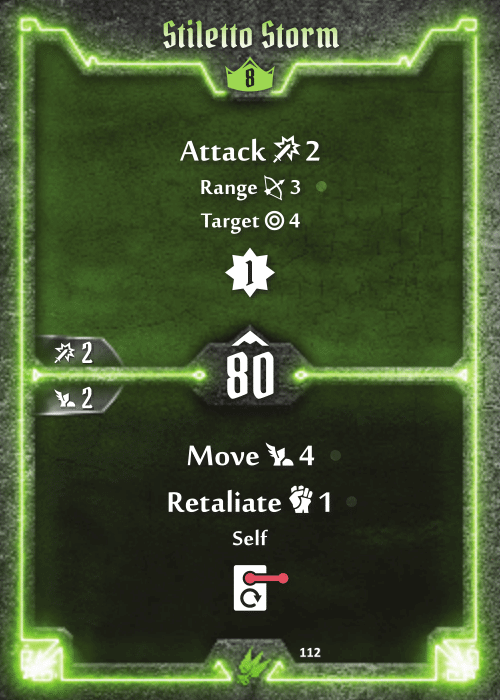 Stiletto Storm
8
Attack 2
Range 3
Target 4
1
2
80
2
Move 4
Retaliate 1
Self
112